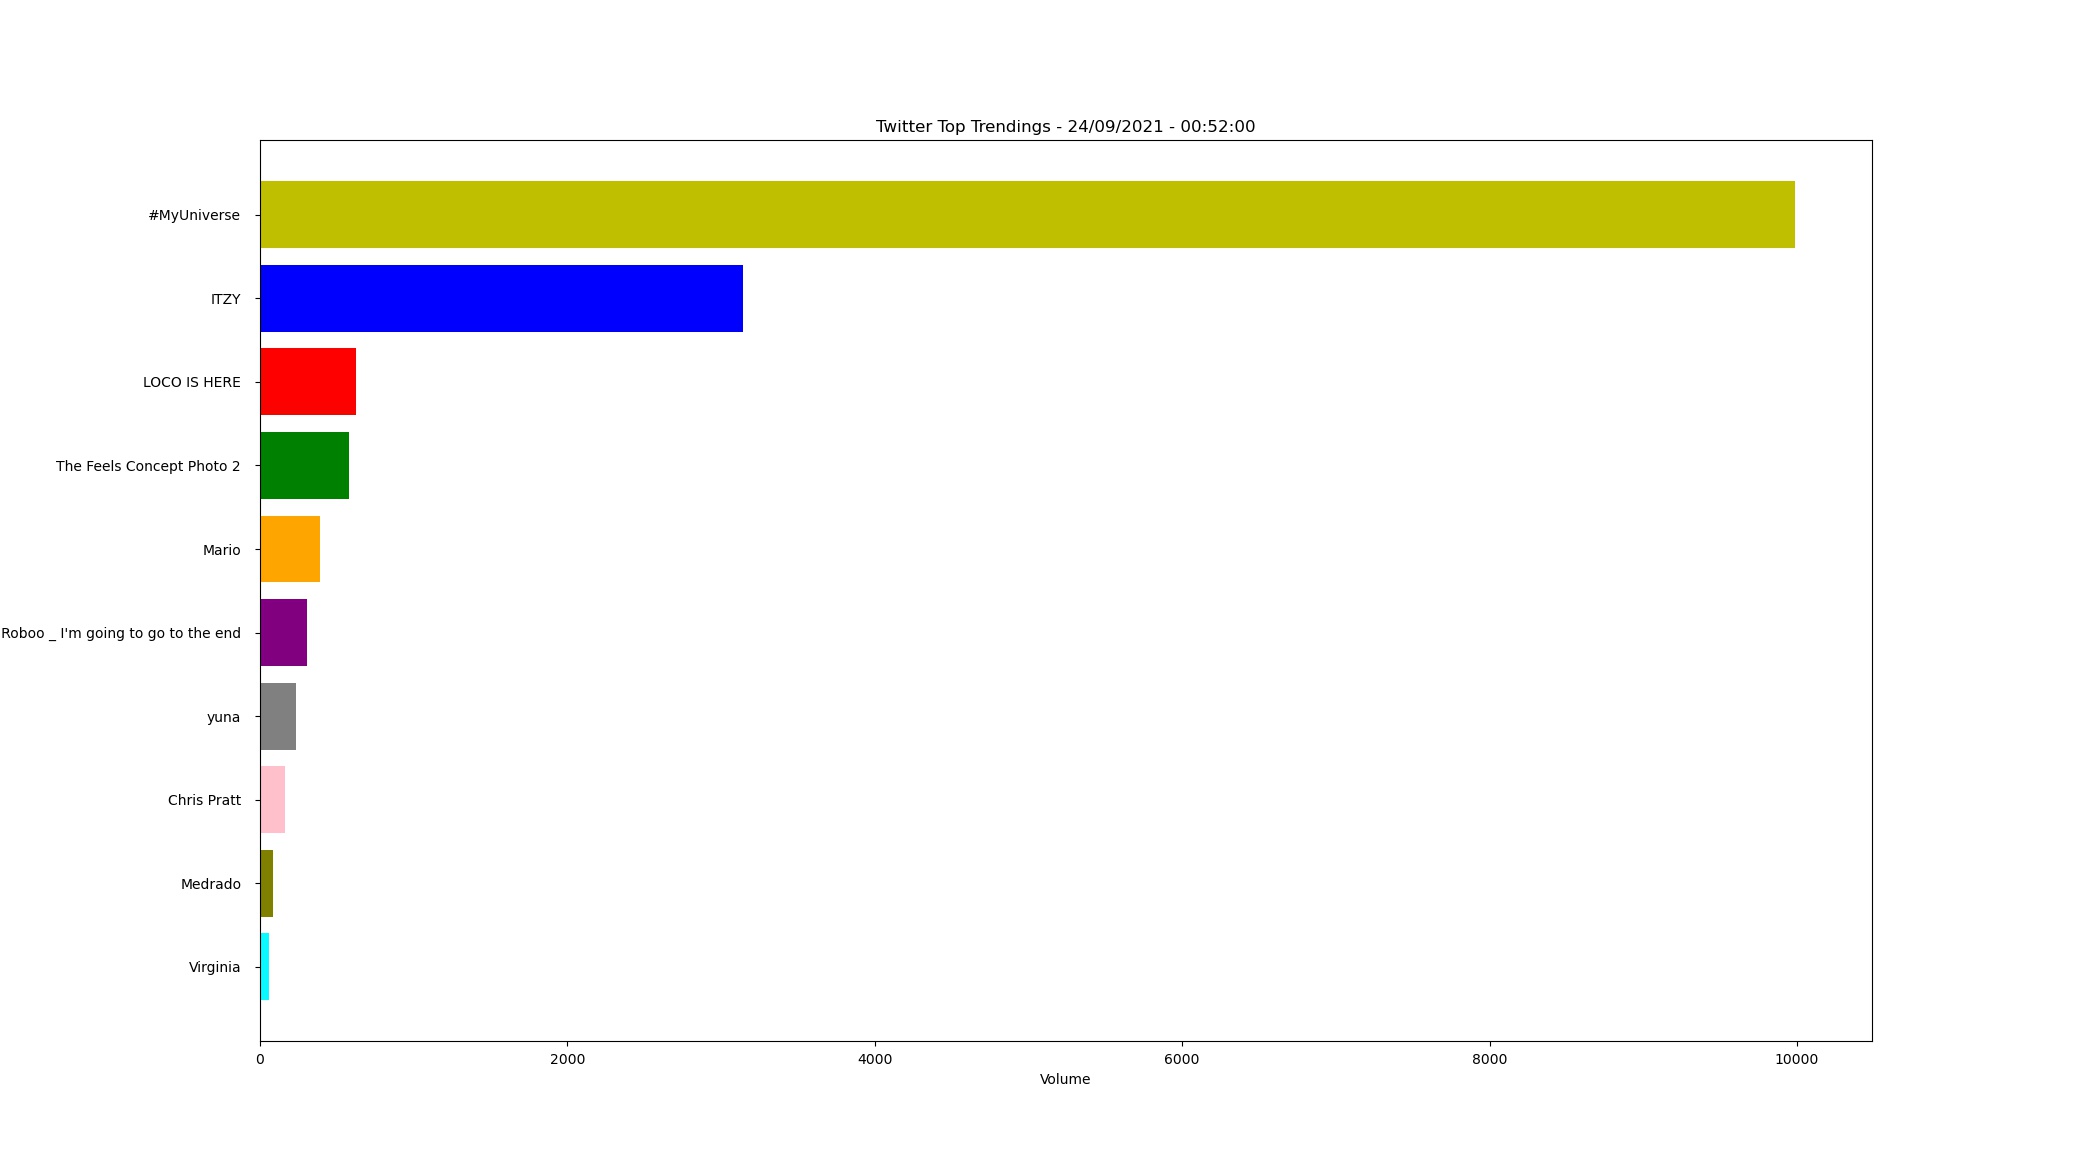 Twitter Top Trendings - 24/09/2021 - 00:52:00
#MyUniverse
ITZY
LOCO IS HERE
The Feels Concept Photo 2
Mario
Roboo _ I'm going to go to the end
yuna
Chris Pratt
Medrado
Virginia
0 2000 4000 6000 8000 10000
Volume